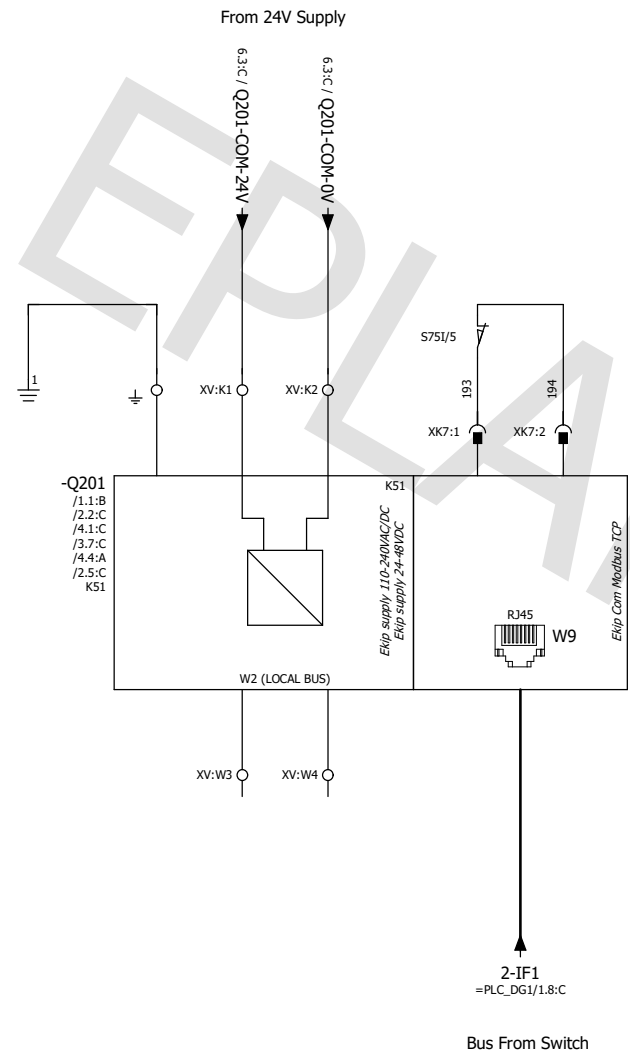 From 24V Supply
6.3:C / Q201-COM-24V
6.3:C / Q201-COM-0V
S75I/5
1
193
194
XV:K1
XV:K2
XK7:1
XK7:2
-Q201
/1.1:B
/2.2:C
/4.1:C
/3.7:C
/4.4:A
/2.5:C
K51
K51
Ekip supply 110-240VAC/DC
Ekip supply 24-48VDC
Ekip Com Modbus TCP
RJ45
W9
W2 (LOCAL BUS)
XV:W3
XV:W4
2-IF1
=PLC_DG1/1.8:C
Bus From Switch